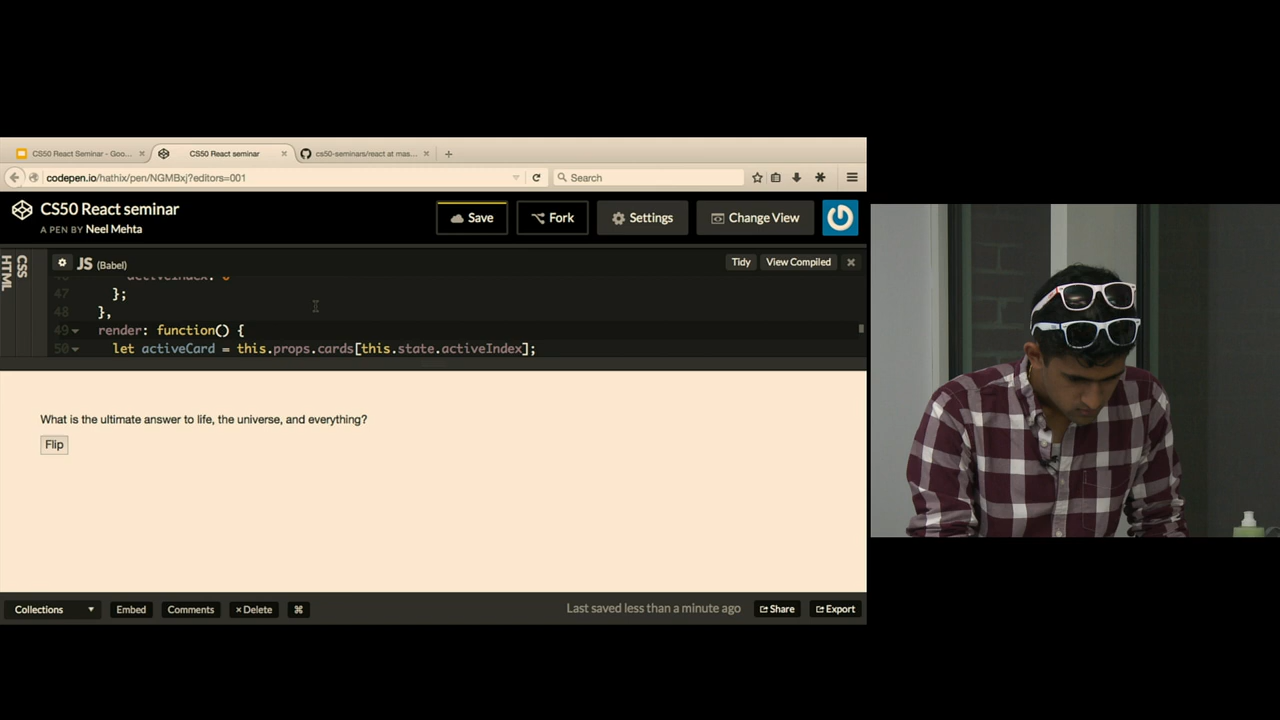 CS50 React Seminar - Goo...
CS50 React seminar
cs50-seminars/react at mas...
codepen.io/hathix/pen/NGMBxj?editors=001
Search
CS50 React seminar
A PEN BY Neel Mehta
Save
Fork
Settings
Change View
HTML
CSS
JS (Babel)
Tidy
View Compiled
47 };
48 },
49 render: function() {
50 let activeCard = this.props.cards[this.state.activeIndex];
What is the ultimate answer to life, the universe, and everything?
Flip
Collections
Embed
Comments
× Delete
⌘
Last saved less than a minute ago
Share
Export